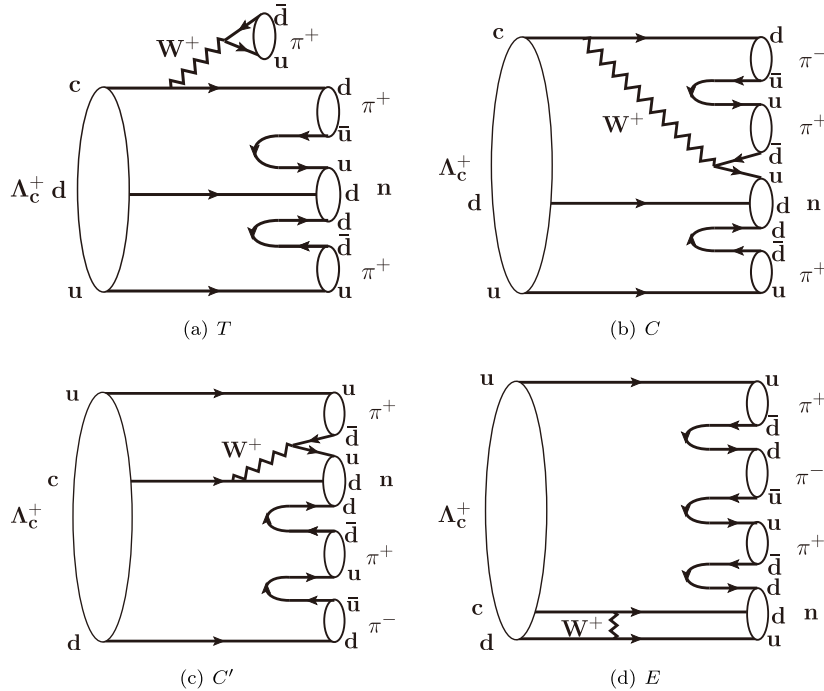 d̄
W⁺ π⁺
u
c d
π⁺
ū
u
Λc⁺ d d n
d
d̄
π⁺
u u
(a) T
c d
π⁻
ū
u
W⁺ π⁺
d̄
Λc⁺ u
d d n
d
d̄
π⁺
u u
(b) C
u u
π⁺
d̄
W⁺ u
c d n
Λc⁺ d
d̄
π⁺
u
ū
π⁻
d d
(c) C′
u u
π⁺
d̄
d
π⁻
ū
Λc⁺ u
π⁺
d̄
d
c d n
W⁺
d u
(d) E